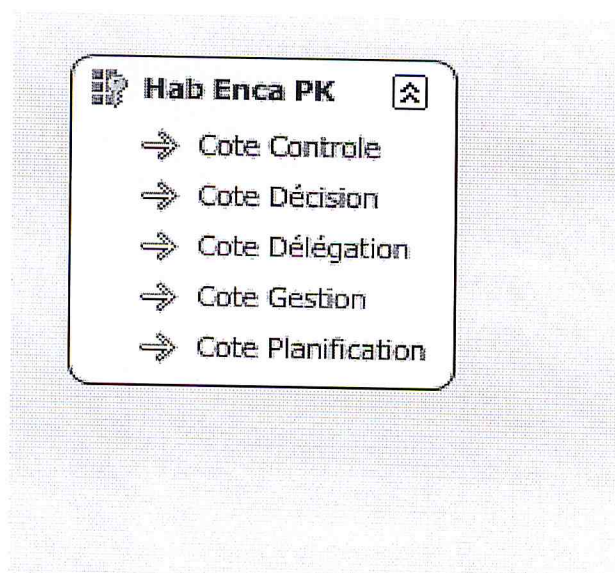 Hab Enca PK
Cote Controle
Cote Décision
Cote Délégation
Cote Gestion
Cote Planification